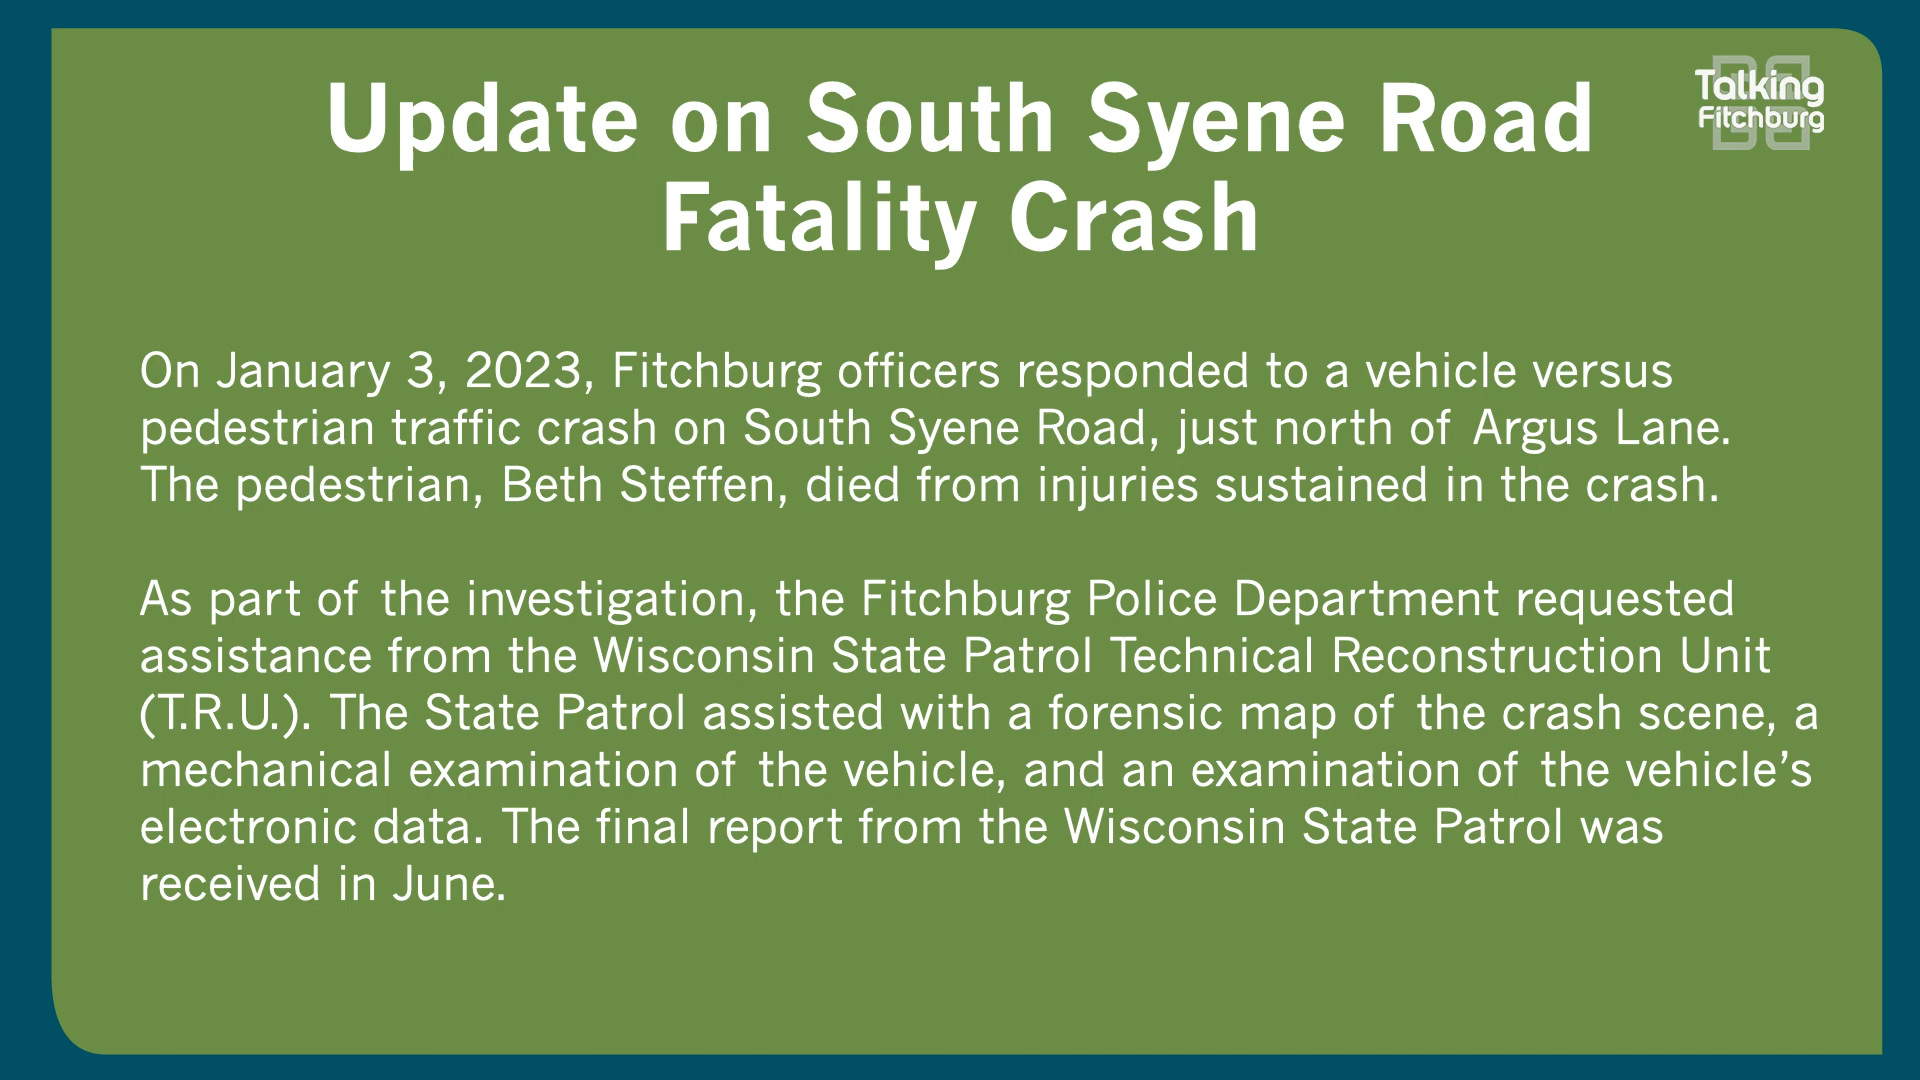 Update on South Syene Road
Fatality Crash
Talking
Fitchburg
On January 3, 2023, Fitchburg officers responded to a vehicle versus
pedestrian traffic crash on South Syene Road, just north of Argus Lane.
The pedestrian, Beth Steffen, died from injuries sustained in the crash.
As part of the investigation, the Fitchburg Police Department requested
assistance from the Wisconsin State Patrol Technical Reconstruction Unit
(T.R.U.). The State Patrol assisted with a forensic map of the crash scene, a
mechanical examination of the vehicle, and an examination of the vehicle’s
electronic data. The final report from the Wisconsin State Patrol was
received in June.